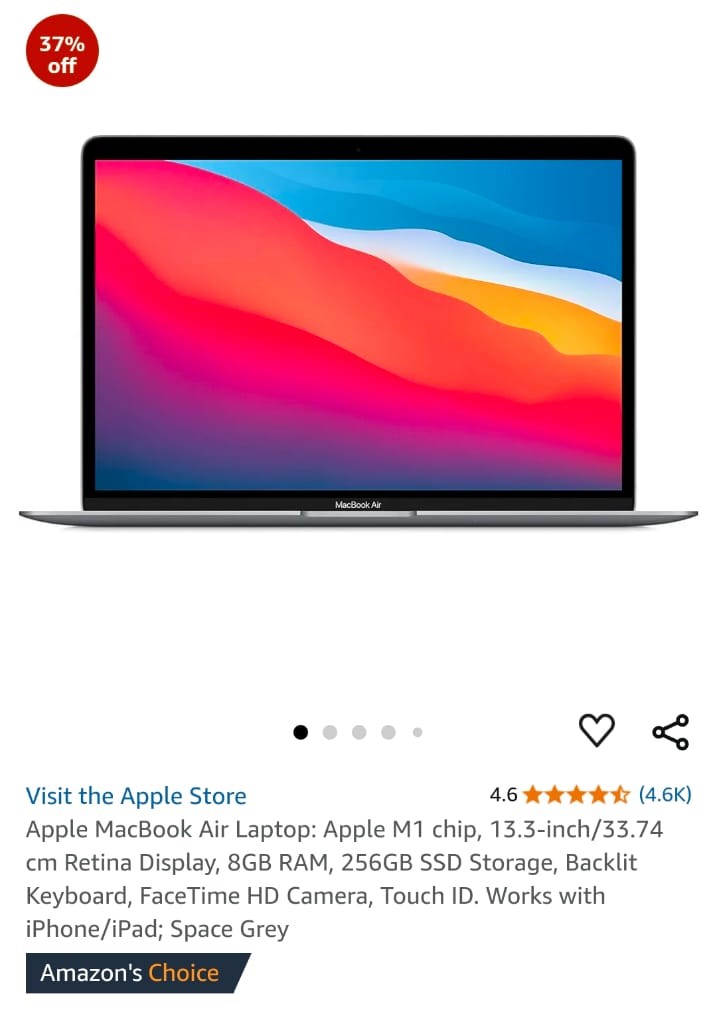 37%
off
MacBook Air
Visit the Apple Store
4.6 (4.6K)
Apple MacBook Air Laptop: Apple M1 chip, 13.3-inch/33.74
cm Retina Display, 8GB RAM, 256GB SSD Storage, Backlit
Keyboard, FaceTime HD Camera, Touch ID. Works with
iPhone/iPad; Space Grey
Amazon's Choice